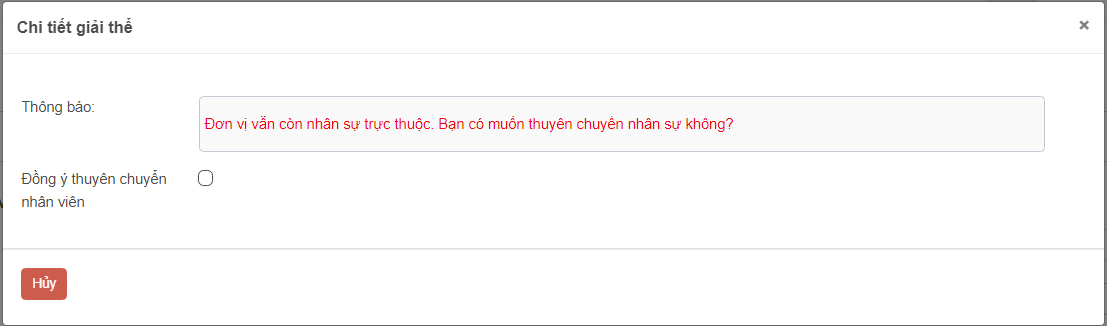 Chi tiết giải thể
×
Thông báo:
Đơn vị vẫn còn nhân sự trực thuộc. Bạn có muốn thuyên chuyển nhân sự không?
Đồng ý thuyên chuyển
nhân viên
Hủy